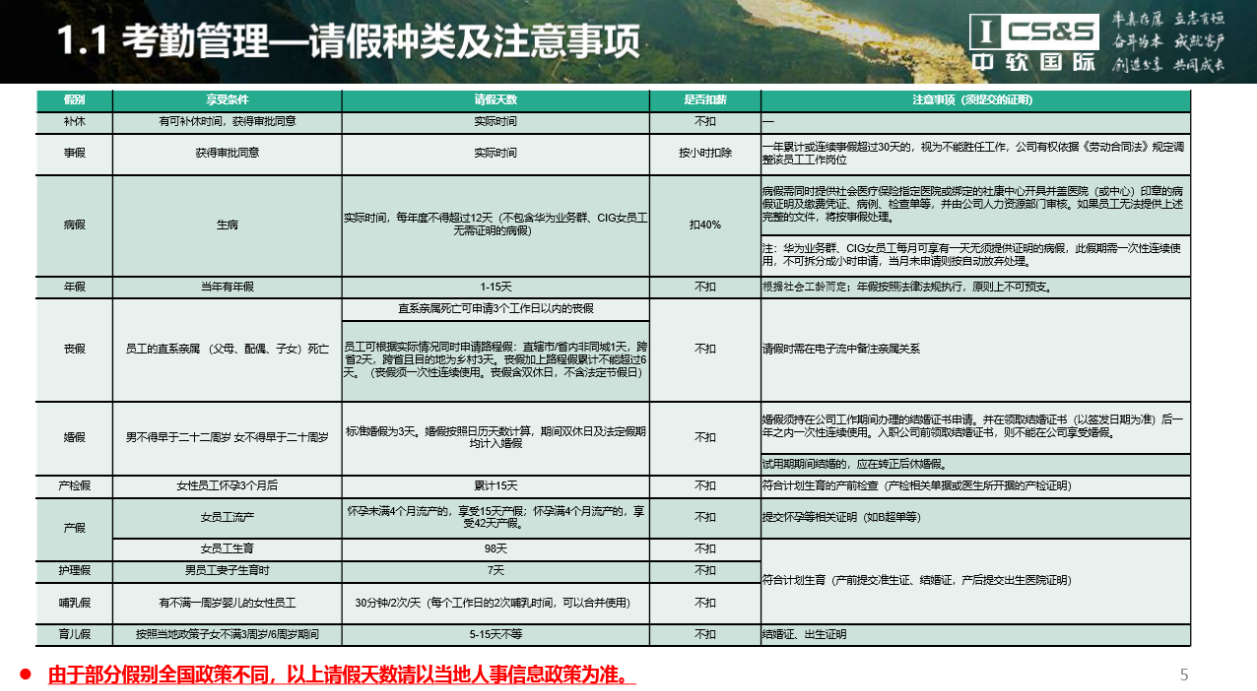 1.1 考勤管理—请假种类及注意事项
I CS&S
中软国际
率真存厚 立志有恒
奋斗为本 成就客户
创造分享 共同成长
假别 享受条件 请假天数 是否扣薪 注意事项（须提交的证明）
补休 有可补休时间，获得审批同意 实际时间 不扣 —
事假 获得审批同意 实际时间 按小时扣除 一年累计或连续事假超过30天的，视为不能胜任工作，公司有权依据《劳动合同法》规定调
整该员工工作岗位
病假 生病 实际时间，每年度不得超过12天（不包含华为业务群、CIG女员工
无需证明的病假） 扣40%
病假需同时提供社会医疗保险指定医院或绑定的社康中心开具并盖医院（或中心）印章的病
假证明及缴费凭证、病例、检查单等，并由公司人力资源部门审核。如果员工无法提供上述
完整的文件，将按事假处理。
注：华为业务群、CIG女员工每月可享有一天无须提供证明的病假，此假期需一次性连续使
用，不可拆分成小时申请，当月未申请则按自动放弃处理。
年假 当年有年假 1-15天 不扣 根据社会工龄而定；年假按照法律法规执行，原则上不可预支。
丧假 员工的直系亲属 （父母、配偶、子女）死亡 直系亲属死亡可申请3个工作日以内的丧假
员工可根据实际情况同时申请路程假：直辖市/省内非同城1天，跨
省2天，跨省且目的地为乡村3天。丧假加上路程假累计不能超过6
天。（丧假须一次性连续使用。丧假含双休日，不含法定节假日）
不扣 请假时需在电子流中备注亲属关系
婚假 男不得早于二十二周岁 女不得早于二十周岁 标准婚假为3天。婚假按照日历天数计算，期间双休日及法定假期
均计入婚假 不扣
婚假须持在公司工作期间办理的结婚证书申请。并在领取结婚证书（以签发日期为准）后一
年之内一次性连续使用。入职公司前领取结婚证书，则不能在公司享受婚假。
试用期期间结婚的，应在转正后休婚假。
产检假 女性员工怀孕3个月后 累计15天 不扣 符合计划生育的产前检查（产检相关单据或医生所开据的产检证明）
产假 女员工流产 怀孕未满4个月流产的，享受15天产假；怀孕满4个月流产的，享
受42天产假。 不扣 提交怀孕等相关证明（如B超单等）
女员工生育 98天 不扣
护理假 男员工妻子生育时 7天 不扣 符合计划生育（产前提交准生证、结婚证，产后提交出生医院证明）
哺乳假 有不满一周岁婴儿的女性员工 30分钟/2次/天（每个工作日的2次哺乳时间，可以合并使用） 不扣
育儿假 按照当地政策子女不满3周岁/6周岁期间 5-15天不等 不扣 结婚证、出生证明
● 由于部分假别全国政策不同，以上请假天数请以当地人事信息政策为准。
5